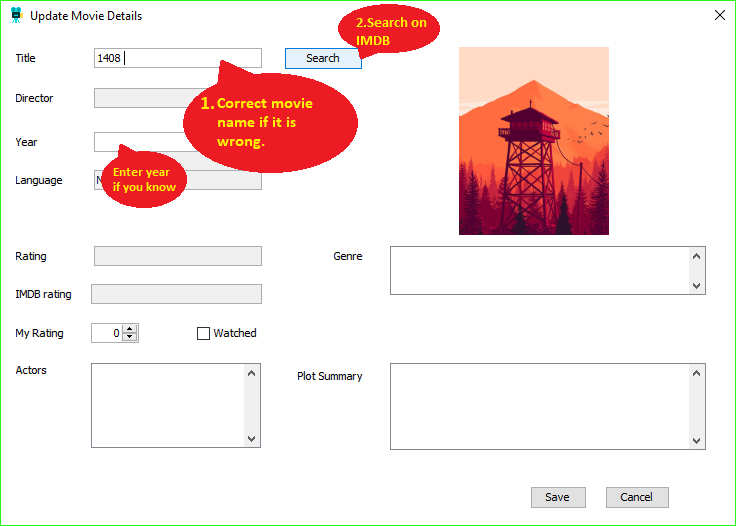 Update Movie Details
2.Search on
IMDB
Title
1408
Search
1. Correct movie
name if it is
wrong.
Director
Year
Enter year
if you know
Language
N
Rating
Genre
IMDB rating
My Rating
0
Watched
Actors
Plot Summary
Save
Cancel